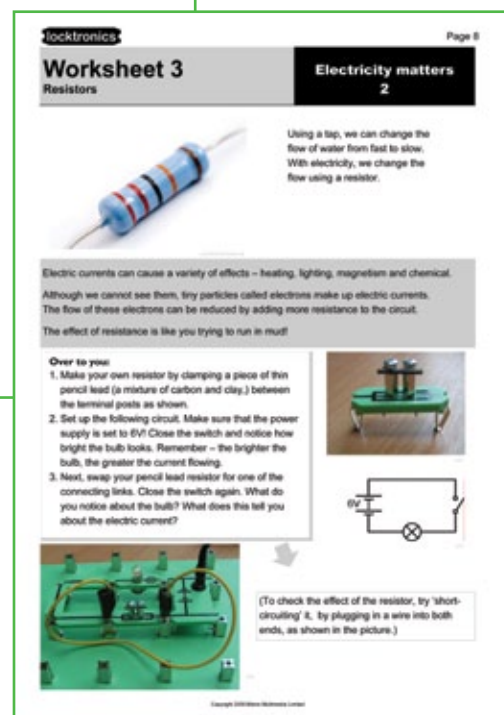 locktronics
Page 8
Worksheet 3
Resistors
Electricity matters
2
Using a tap, we can change the
flow of water from fast to slow.
With electricity, we change the
flow using a resistor.
Electric currents can cause a variety of effects – heating, lighting, magnetism and chemical.
Although we cannot see them, tiny particles called electrons make up electric currents.
The flow of these electrons can be reduced by adding more resistance to the circuit.
The effect of resistance is like you trying to run in mud!
Over to you:
1. Make your own resistor by clamping a piece of thin
pencil lead (a mixture of carbon and clay,) between
the terminal posts as shown.
2. Set up the following circuit. Make sure that the power
supply is set to 6V! Close the switch and notice how
bright the bulb looks. Remember – the brighter the
bulb, the greater the current flowing.
3. Next, swap your pencil lead resistor for one of the
connecting links. Close the switch again. What do
you notice about the bulb? What does this tell you
about the electric current?
6V
(To check the effect of the resistor, try 'short-
circuiting' it, by plugging in a wire into both
ends, as shown in the picture.)